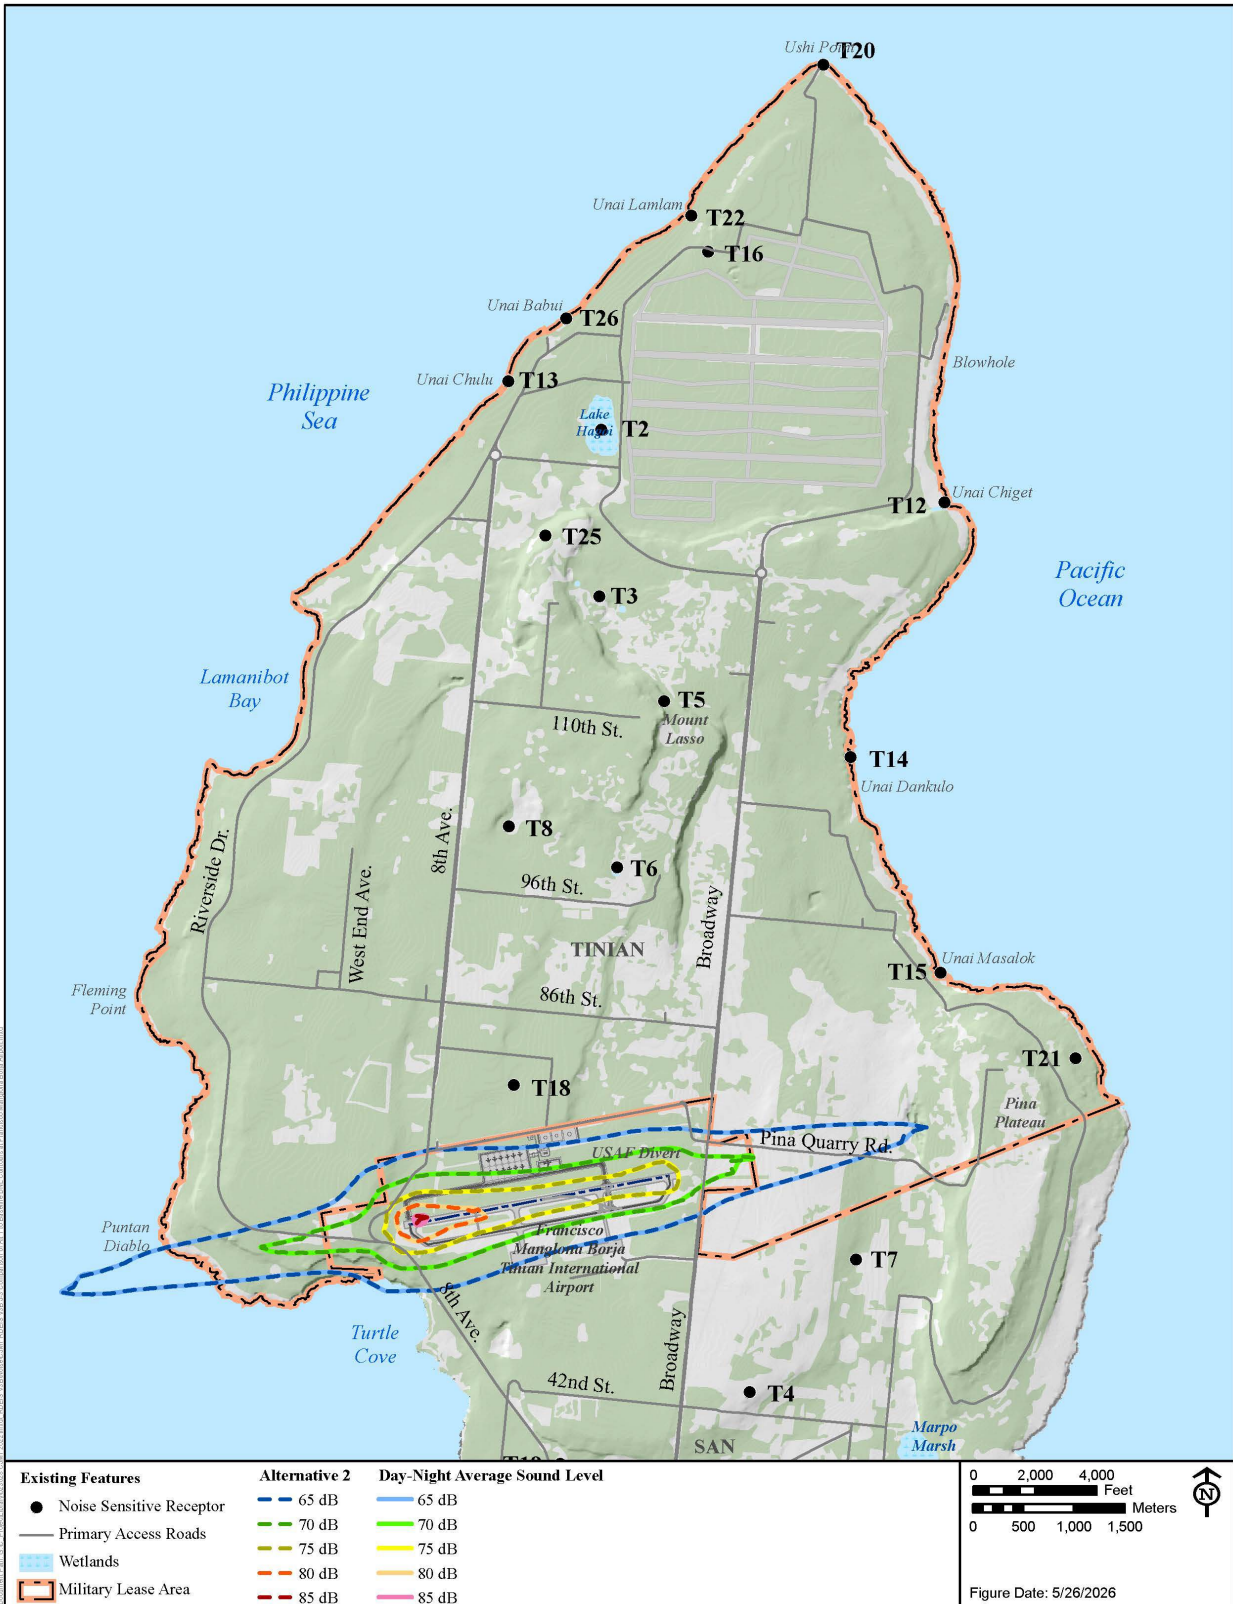 Ushi Point
T20
Unai Lamlam
T22
T16
Unai Babui
T26
Blowhole
Philippine
Sea
Unai Chulu
T13
Lake
Hagoi
T2
Unai Chiget
T12
T25
Pacific
Ocean
T3
Lamanibot
Bay
T5
Mount
Lasso
110th St.
T14
Unai Dankulo
T8
8th Ave.
Riverside Dr.
T6
96th St.
West End Ave.
Broadway
TINIAN
Unai Masalok
T15
Fleming
Point
86th St.
T21
T18
Pina
Plateau
Pina Quarry Rd.
USAF Divert
Puntan
Diablo
Francisco
Manglona Borja
Tinian International
Airport
T7
8th Ave.
Turtle
Cove
Broadway
42nd St.
T4
Marpo
Marsh
SAN
Existing Features
Noise Sensitive Receptor
Primary Access Roads
Wetlands
Military Lease Area
Alternative 2
65 dB
70 dB
75 dB
80 dB
85 dB
Day-Night Average Sound Level
65 dB
70 dB
75 dB
80 dB
85 dB
0 2,000 4,000
Feet
Meters
0 500 1,000 1,500
N
Figure Date: 5/26/2026